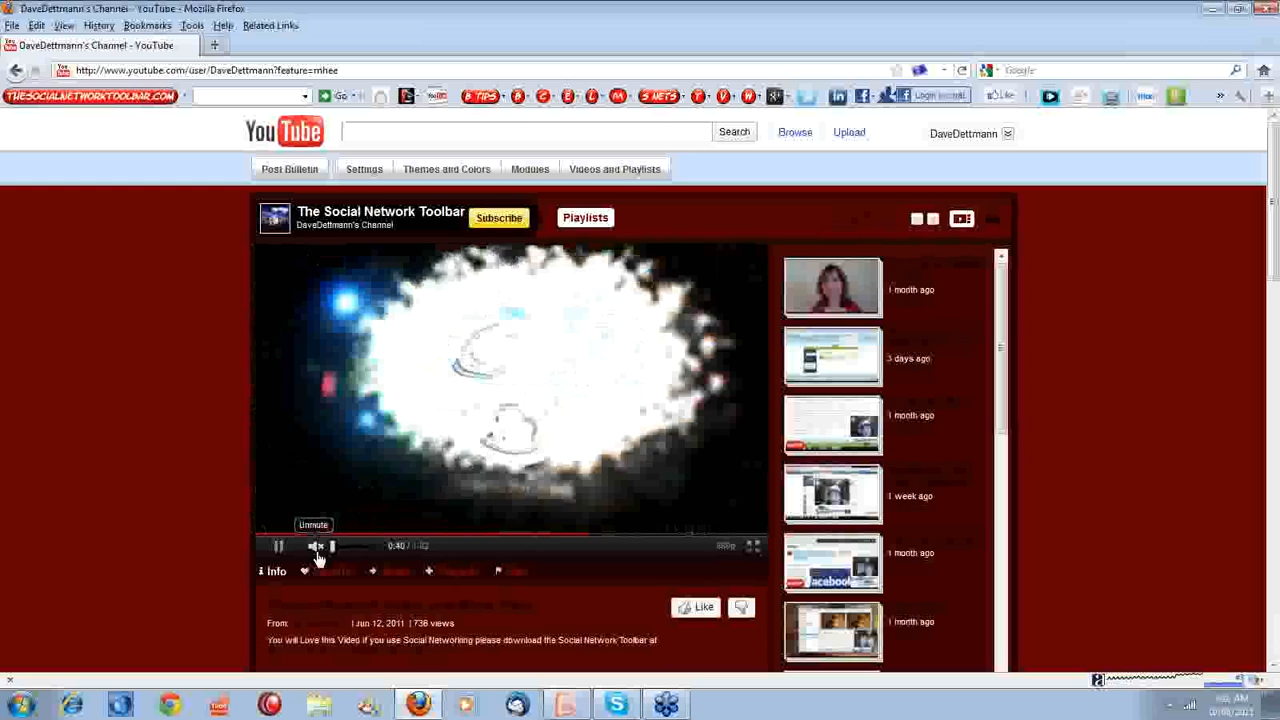 DaveDettmann's Channel - YouTube - Mozilla Firefox
File Edit View History Bookmarks Tools Help Related Links
DaveDettmann's Channel - YouTube
http://www.youtube.com/user/DaveDettmann?feature=mhee
Google
THESOCIALNETWORKTOOLBAR.COM
Go
B TIPS
S NETS
Login
Like
YouTube
Search
Browse
Upload
DaveDettmann
Post Bulletin
Settings
Themes and Colors
Modules
Videos and Playlists
The Social Network Toolbar
DaveDettmann's Channel
Subscribe
Playlists
1 month ago
3 days ago
1 month ago
1 week ago
facebook
1 month ago
1 month ago
Unmute
0:40
Info
Like
From:
Jun 12, 2011 | 736 views
You will Love this Video if you use Social Networking please download the Social Network Toolbar at